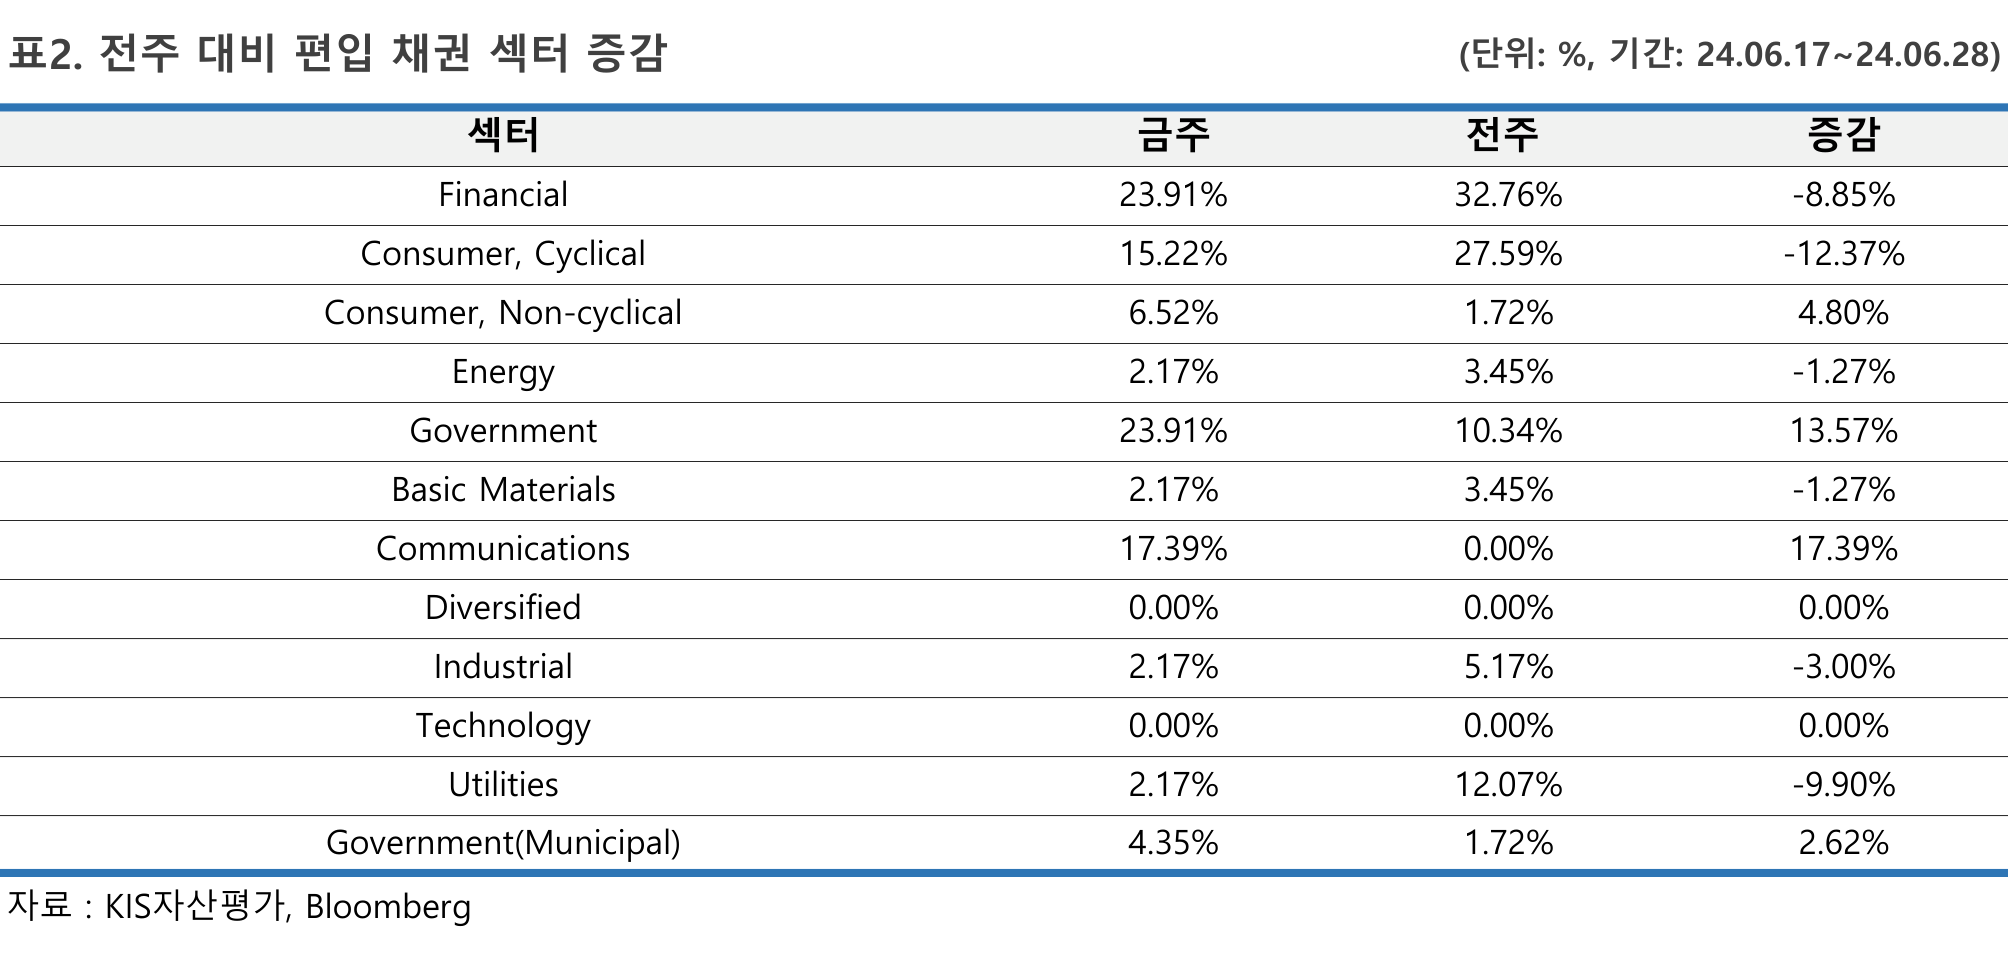 표2. 전주 대비 편입 채권 섹터 증감 (단위: %, 기간: 24.06.17~24.06.28)
섹터 금주 전주 증감
Financial 23.91% 32.76% -8.85%
Consumer, Cyclical 15.22% 27.59% -12.37%
Consumer, Non-cyclical 6.52% 1.72% 4.80%
Energy 2.17% 3.45% -1.27%
Government 23.91% 10.34% 13.57%
Basic Materials 2.17% 3.45% -1.27%
Communications 17.39% 0.00% 17.39%
Diversified 0.00% 0.00% 0.00%
Industrial 2.17% 5.17% -3.00%
Technology 0.00% 0.00% 0.00%
Utilities 2.17% 12.07% -9.90%
Government(Municipal) 4.35% 1.72% 2.62%
자료 : KIS자산평가, Bloomberg